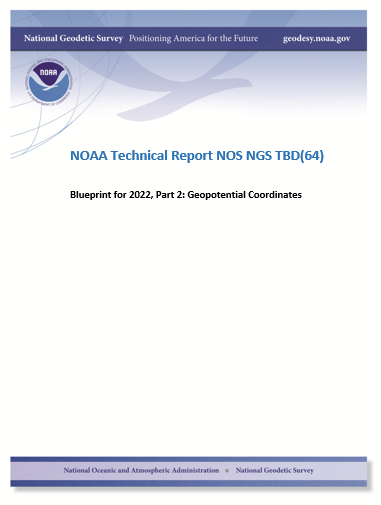 National Geodetic Survey Positioning America for the Future geodesy.noaa.gov
NOAA
NOAA Technical Report NOS NGS TBD(64)
Blueprint for 2022, Part 2: Geopotential Coordinates
National Oceanic and Atmospheric Administration • National Geodetic Survey